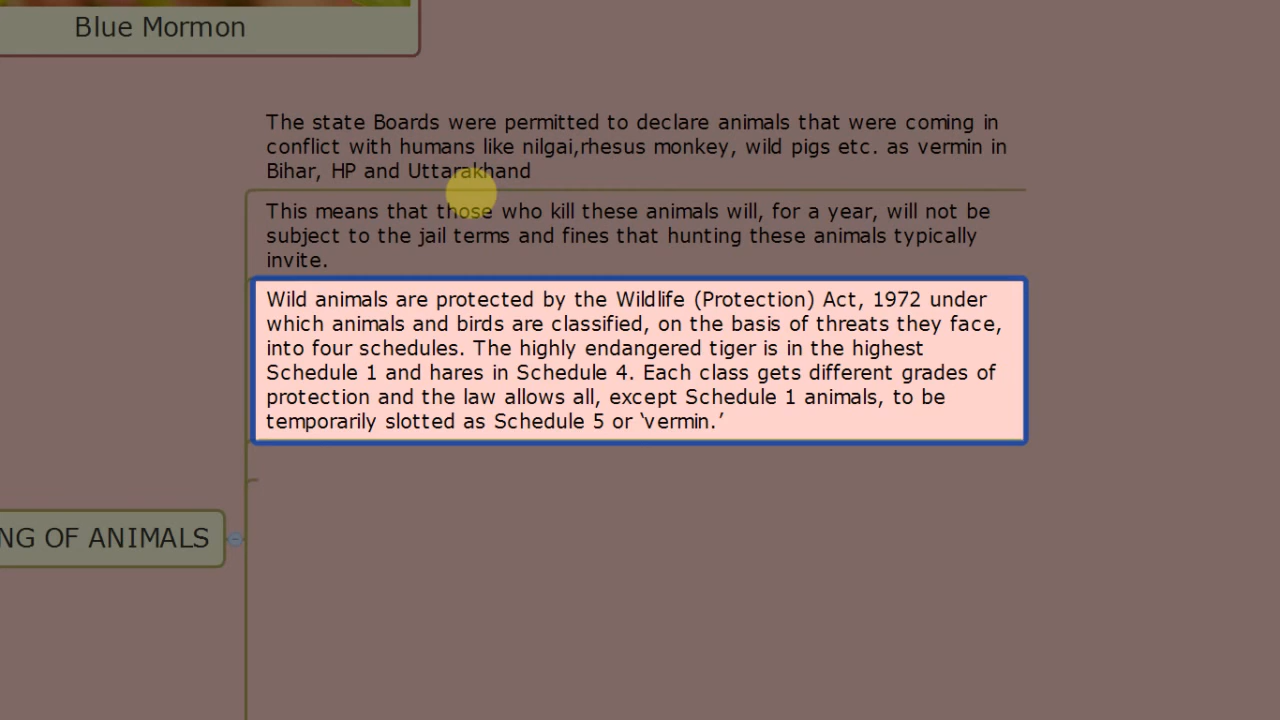 Blue Mormon
The state Boards were permitted to declare animals that were coming in
conflict with humans like nilgai,rhesus monkey, wild pigs etc. as vermin in
Bihar, HP and Uttarakhand
This means that those who kill these animals will, for a year, will not be
subject to the jail terms and fines that hunting these animals typically
invite.
Wild animals are protected by the Wildlife (Protection) Act, 1972 under
which animals and birds are classified, on the basis of threats they face,
into four schedules. The highly endangered tiger is in the highest
Schedule 1 and hares in Schedule 4. Each class gets different grades of
protection and the law allows all, except Schedule 1 animals, to be
temporarily slotted as Schedule 5 or ‘vermin.’
NG OF ANIMALS